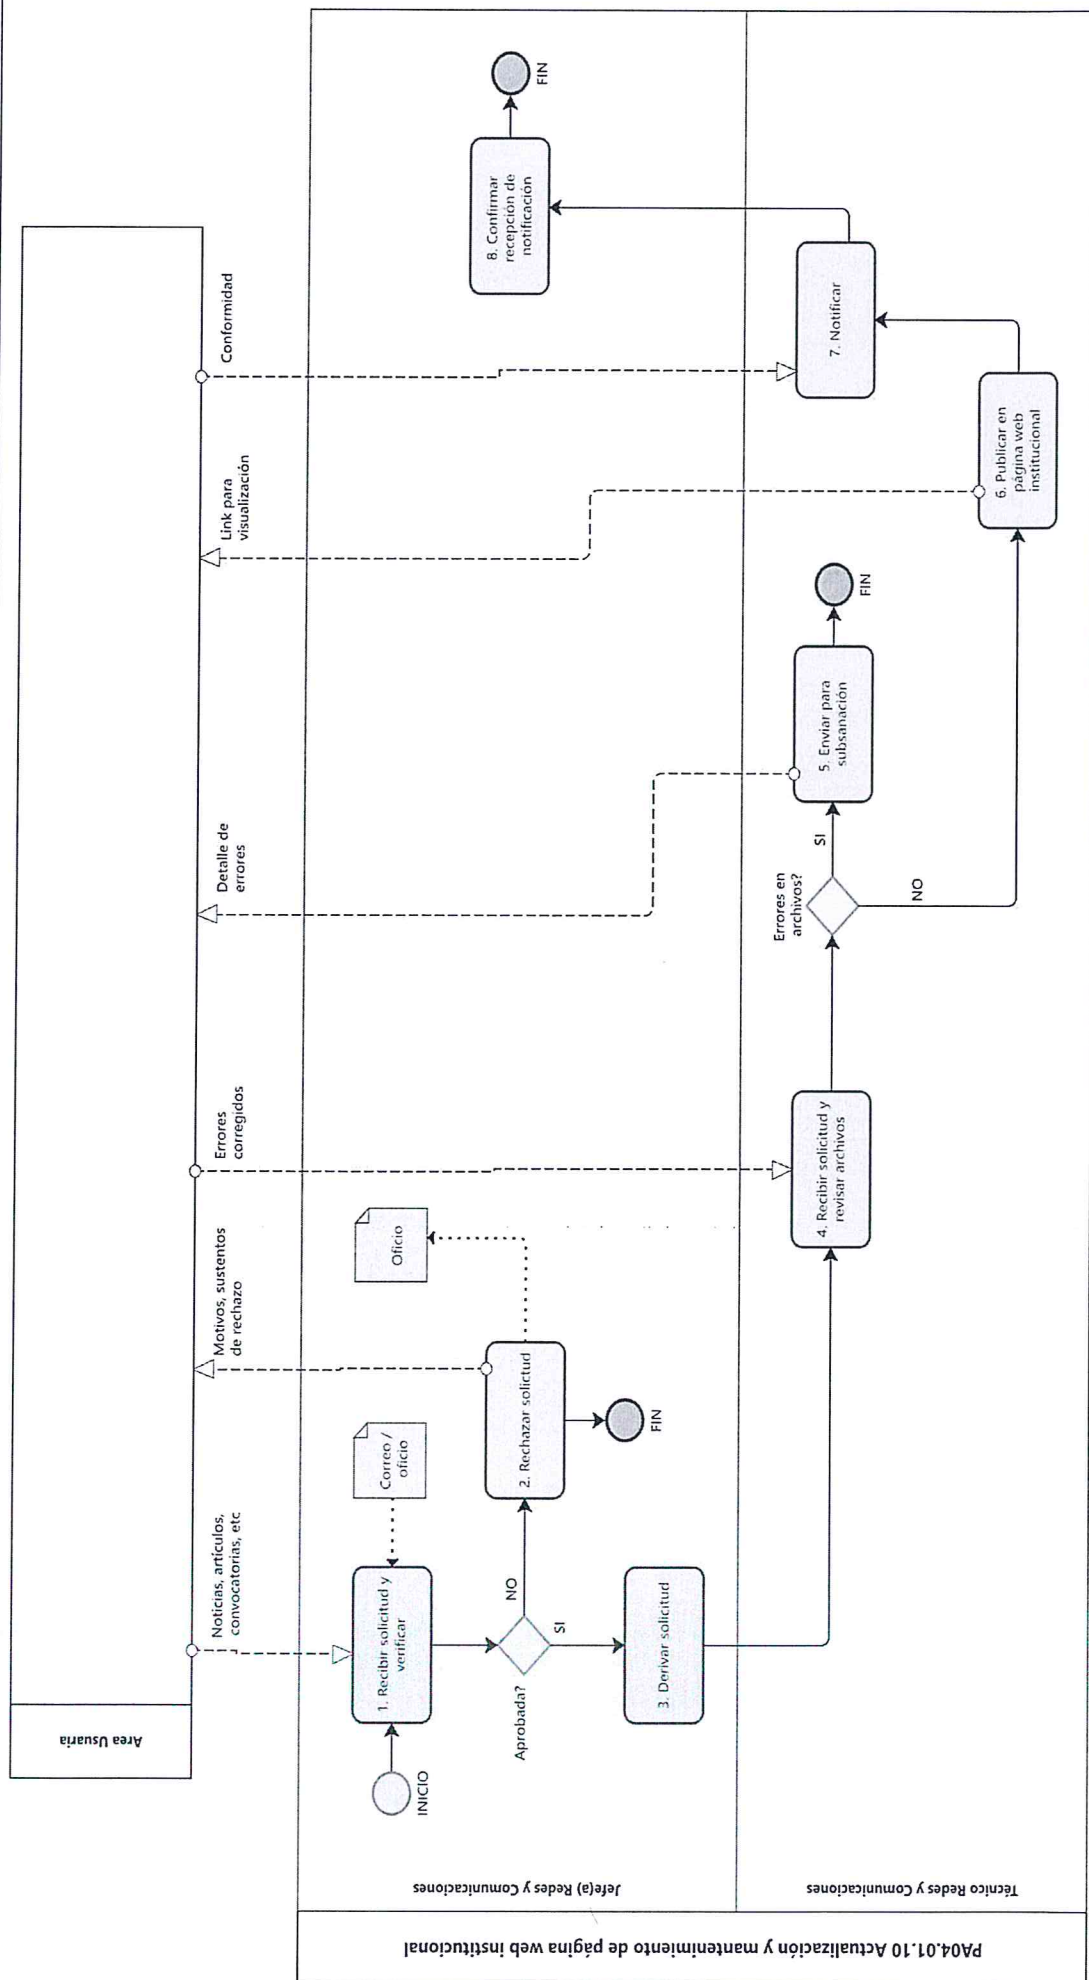 Area Usuaria
Noticias, artículos,
convocatorias, etc
Motivos, sustentos
de rechazo
Errores
corregidos
Detalle de
errores
Link para
visualización
Conformidad
PA04.01.10 Actualización y mantenimiento de página web institucional
Jefe(a) Redes y Comunicaciones
INICIO
1. Recibir solicitud y
verificar
Correo /
oficio
Aprobada?
NO
SI
2. Rechazar solictud
Oficio
FIN
3. Derivar solicitud
8. Confirmar
recepción de
notificación
FIN
Técnico Redes y Comunicaciones
4. Recibir solicitud y
revisar archivos
Errores en
archivos?
SI
NO
5. Enviar para
subsanación
FIN
6. Publicar en
página web
institucional
7. Notificar